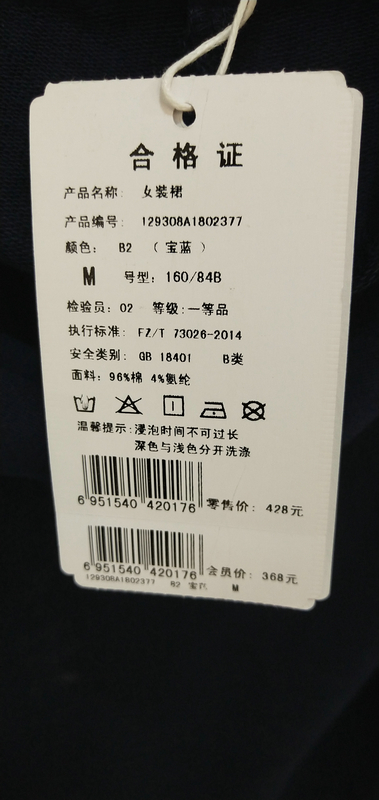 合格证
产品名称: 女装裙
产品编号: 129308A1802377
颜色: B2 (宝蓝)
M 号型: 160/84B
检验员: 02 等级:一等品
执行标准: FZ/T 73026-2014
安全类别: GB 18401 B类
面料: 96%棉 4%氨纶
温馨提示:浸泡时间不可过长
深色与浅色分开洗涤
6 951540 420176 零售价: 428元
6 951540 420176 会员价: 368元
129308A1802377 B2 宝蓝 M